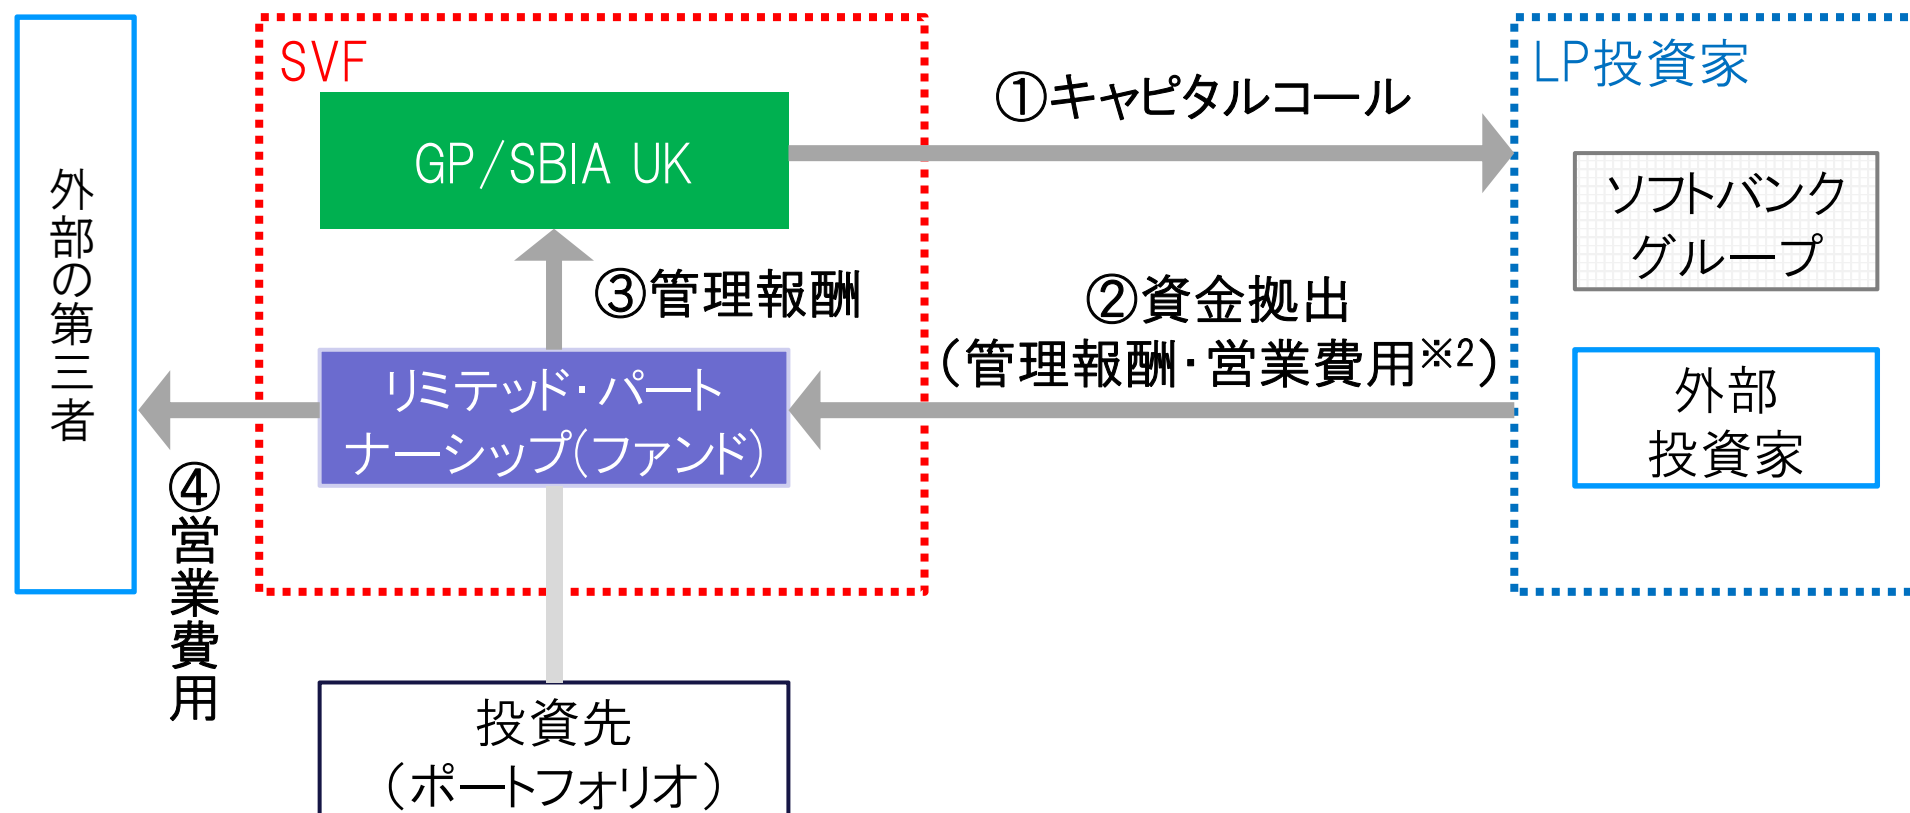 SVF
GP/SBIA UK
①キャピタルコール
LP投資家
ソフトバンク
グループ
外部の第三者
③管理報酬
②資金拠出
(管理報酬・営業費用※2)
リミテッド・パート
ナーシップ(ファンド)
外部
投資家
④営業費用
投資先
(ポートフォリオ)